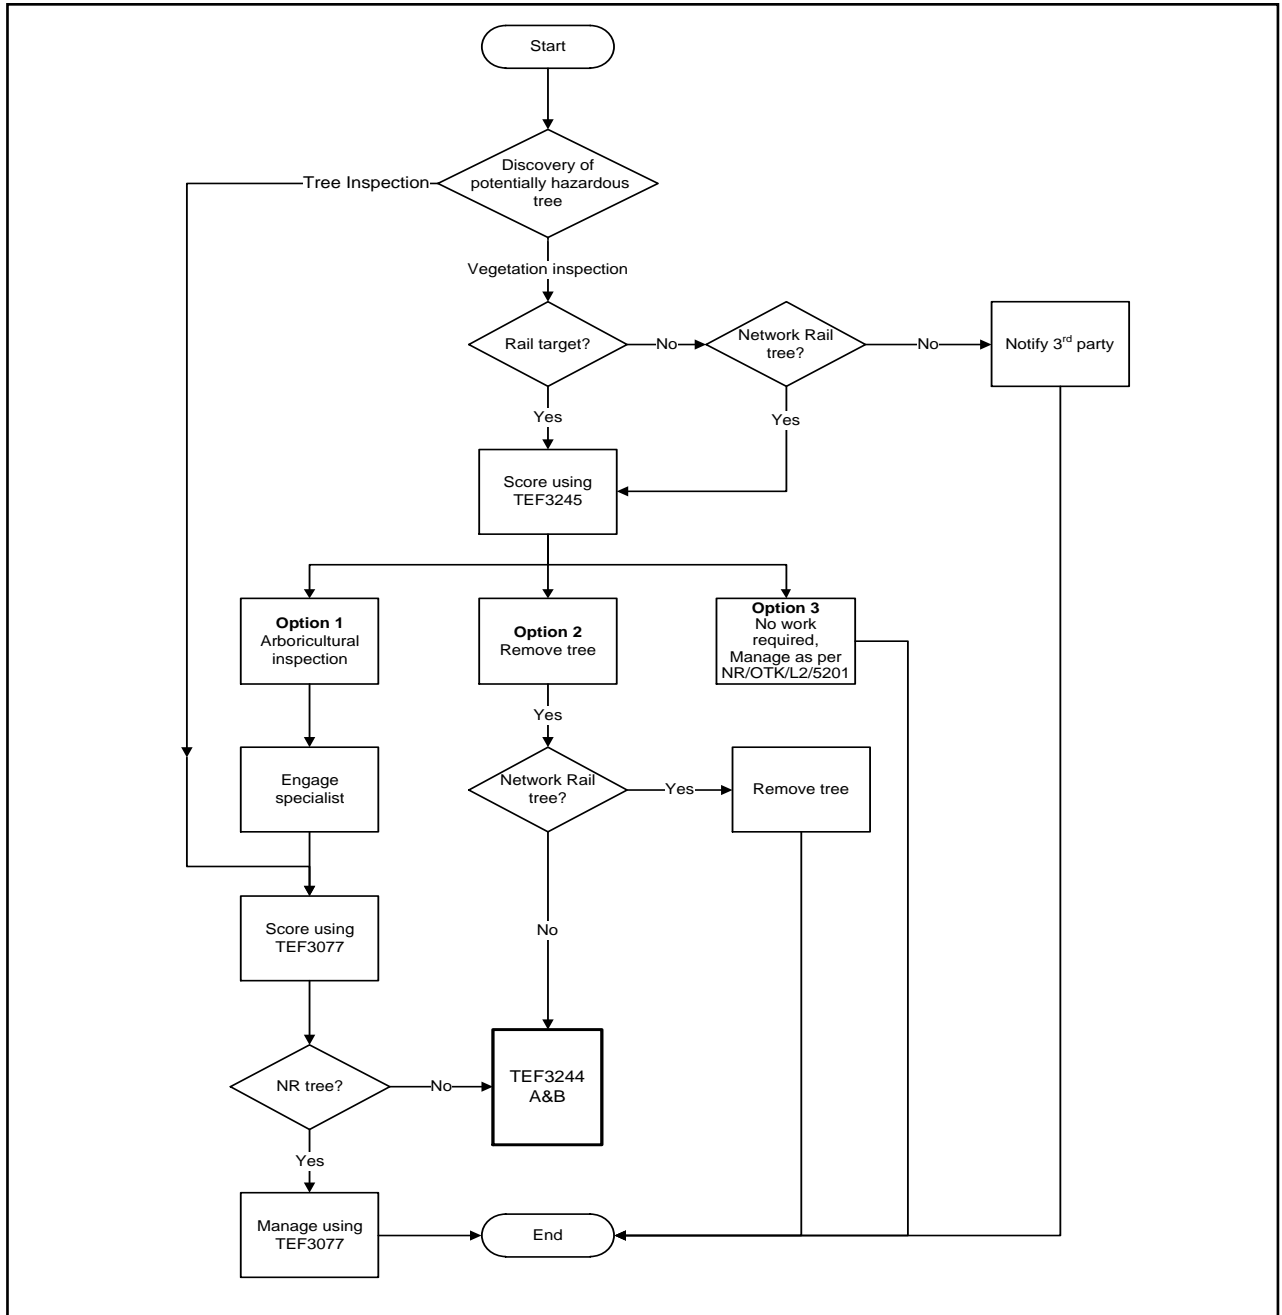 Start
Discovery of
potentially hazardous
tree
Tree Inspection
Vegetation inspection
Rail target?
No
Network Rail
tree?
No
Notify 3rd party
Yes
Yes
Score using
TEF3245
Option 1
Arboricultural
inspection
Option 2
Remove tree
Option 3
No work
required,
Manage as per
NR/OTK/L2/5201
Yes
Engage
specialist
Network Rail
tree?
Yes
Remove tree
No
Score using
TEF3077
NR tree?
No
TEF3244
A&B
Yes
Manage using
TEF3077
End